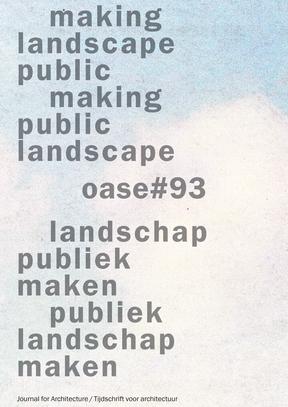 making
landscape
public
making
public
landscape
oase#93
landschap
publiek
maken
publiek
landschap
maken
Journal for Architecture / Tijdschrift voor architectuur